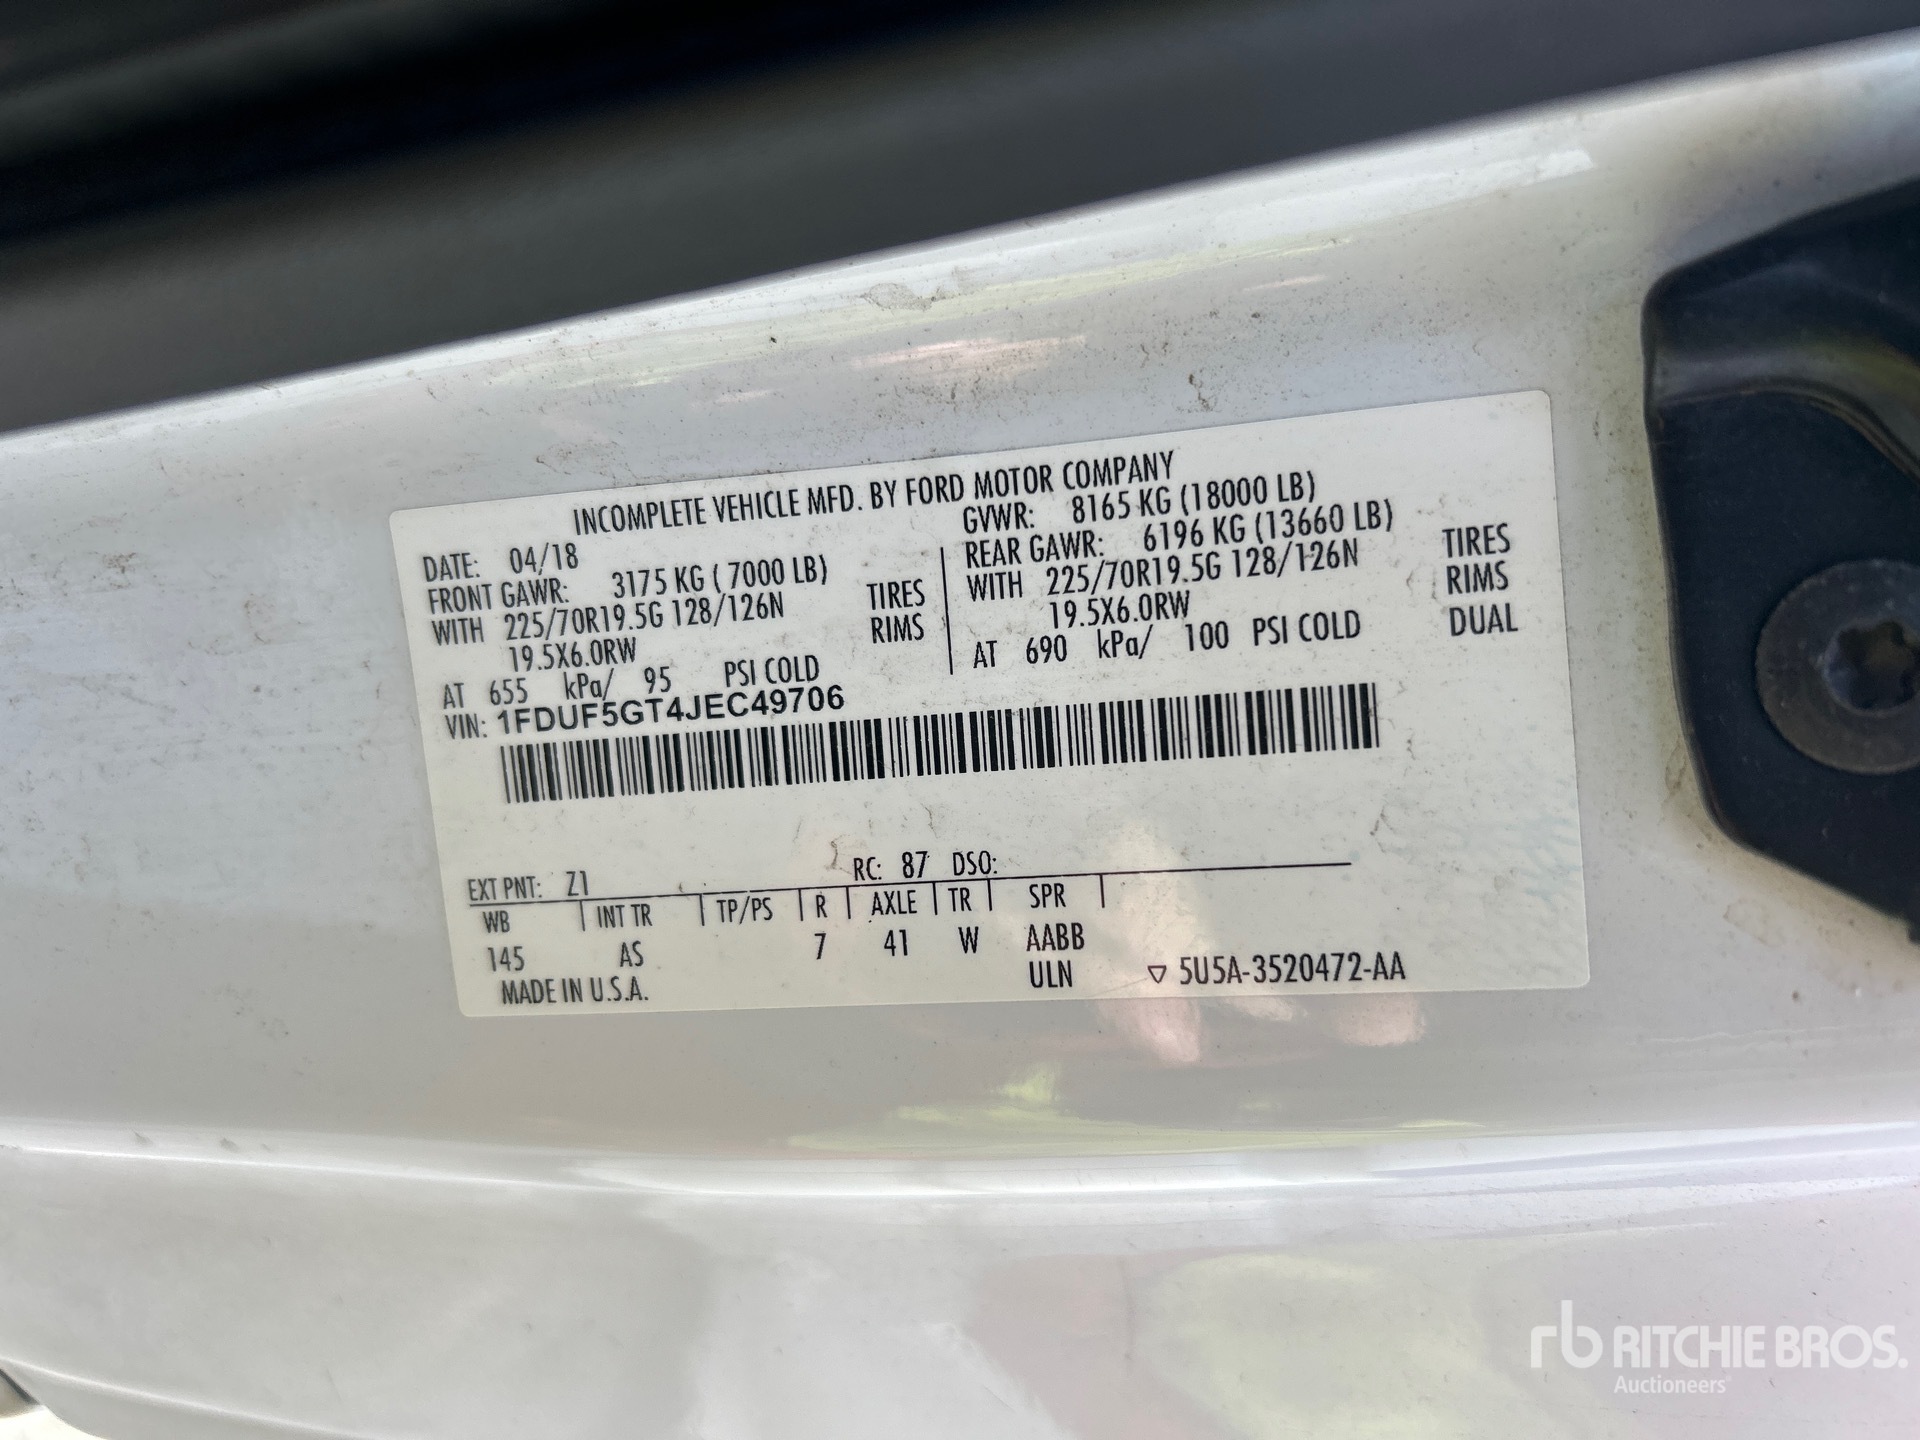 INCOMPLETE VEHICLE MFD. BY FORD MOTOR COMPANY
DATE: 04/18 GVWR: 8165 KG (18000 LB)
FRONT GAWR: 3175 KG ( 7000 LB) REAR GAWR: 6196 KG (13660 LB)
WITH 225/70R19.5G 128/126N TIRES WITH 225/70R19.5G 128/126N TIRES
19.5X6.0RW RIMS 19.5X6.0RW RIMS
AT 655 kPa/ 95 PSI COLD AT 690 kPa/ 100 PSI COLD DUAL
VIN: 1FDUF5GT4JEC49706
EXT PNT: Z1 RC: 87 DSO:
WB INT TR TP/PS R AXLE TR SPR
145 AS 7 41 W AABB
MADE IN U.S.A. ULN ▽ 5U5A-3520472-AA
rb RITCHIE BROS.
Auctioneers